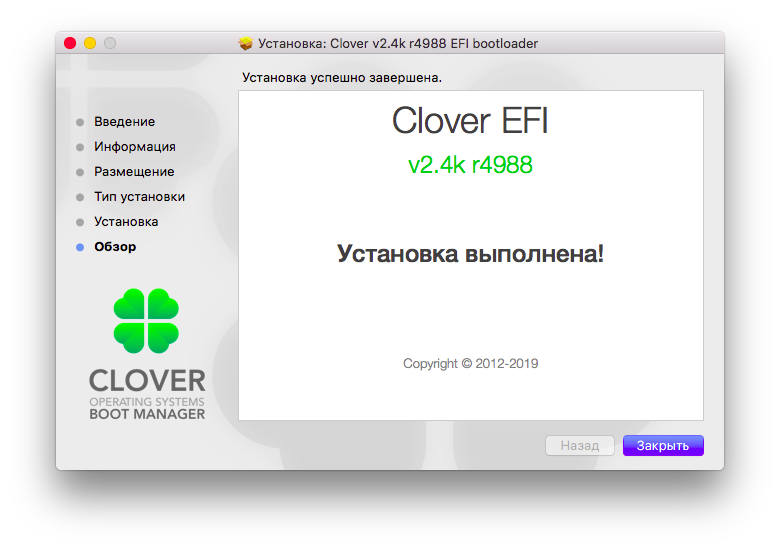 Установка: Clover v2.4k r4988 EFI bootloader
Установка успешно завершена.
Введение
Информация
Размещение
Тип установки
Установка
Обзор
CLOVER
OPERATING SYSTEMS
BOOT MANAGER
Clover EFI
v2.4k r4988
Установка выполнена!
Copyright © 2012-2019
Назад
Закрыть